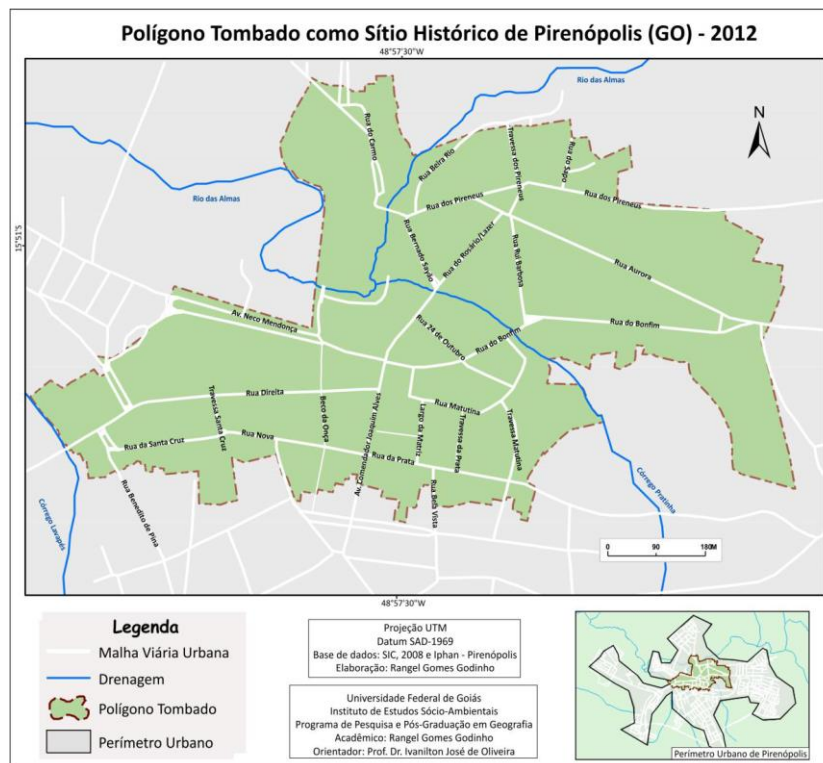 Polígono Tombado como Sítio Histórico de Pirenópolis (GO) - 2012
48°57'30"W
Rio das Almas
N
Rua do Carmo
Rua Beira Rio
Travessa dos Pireneus
Rua do Sapo
Rio das Almas
Rua dos Pireneus
Rua dos Pireneus
15°51'S
Rua Bernado Sayão
Rua do Rosário/Lazer
Rua Rui Barbosa
Rua Aurora
Av. Neco Mendonça
Rua 24 de Outubro
Rua do Bonfim
Rua do Bonfim
Rua Direita
Travessa Santa Cruz
Beco da Onça
Av. Comendador Joaquim Alves
Rua Matutina
Largo da Matriz
Travessa da Prata
Travessa Matutina
Rua da Santa Cruz
Rua Nova
Rua da Prata
Rua Bela Vista
Rua Benedito de Pina
Córrego Lavapés
Córrego Pratinha
0 90 180M
48°57'30"W
Legenda
Malha Viária Urbana
Drenagem
Polígono Tombado
Perímetro Urbano
Projeção UTM
Datum SAD-1969
Base de dados: SIC, 2008 e Iphan - Pirenópolis
Elaboração: Rangel Gomes Godinho
Universidade Federal de Goiás
Instituto de Estudos Sócio-Ambientais
Programa de Pesquisa e Pós-Graduação em Geografia
Acadêmico: Rangel Gomes Godinho
Orientador: Prof. Dr. Ivanilton José de Oliveira
Perímetro Urbano de Pirenópolis